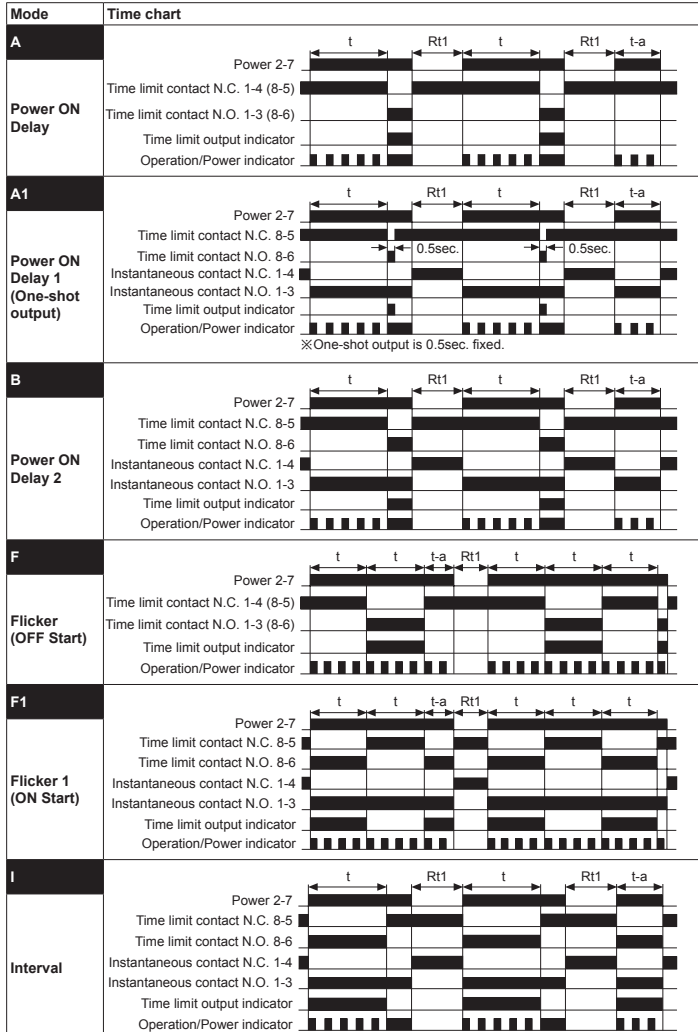 Mode Time chart
A
Power ON
Delay
t Rt1 t Rt1 t-a
Power 2-7
Time limit contact N.C. 1-4 (8-5)
Time limit contact N.O. 1-3 (8-6)
Time limit output indicator
Operation/Power indicator
A1
Power ON
Delay 1
(One-shot
output)
t Rt1 t Rt1 t-a
Power 2-7
Time limit contact N.C. 8-5
Time limit contact N.O. 8-6 0.5sec. 0.5sec.
Instantaneous contact N.C. 1-4
Instantaneous contact N.O. 1-3
Time limit output indicator
Operation/Power indicator
※One-shot output is 0.5sec. fixed.
B
Power ON
Delay 2
t Rt1 t Rt1 t-a
Power 2-7
Time limit contact N.C. 8-5
Time limit contact N.O. 8-6
Instantaneous contact N.C. 1-4
Instantaneous contact N.O. 1-3
Time limit output indicator
Operation/Power indicator
F
Flicker
(OFF Start)
t t t-a Rt1 t t t
Power 2-7
Time limit contact N.C. 1-4 (8-5)
Time limit contact N.O. 1-3 (8-6)
Time limit output indicator
Operation/Power indicator
F1
Flicker 1
(ON Start)
t t t-a Rt1 t t t
Power 2-7
Time limit contact N.C. 8-5
Time limit contact N.O. 8-6
Instantaneous contact N.C. 1-4
Instantaneous contact N.O. 1-3
Time limit output indicator
Operation/Power indicator
I
Interval
t Rt1 t Rt1 t-a
Power 2-7
Time limit contact N.C. 8-5
Time limit contact N.O. 8-6
Instantaneous contact N.C. 1-4
Instantaneous contact N.O. 1-3
Time limit output indicator
Operation/Power indicator